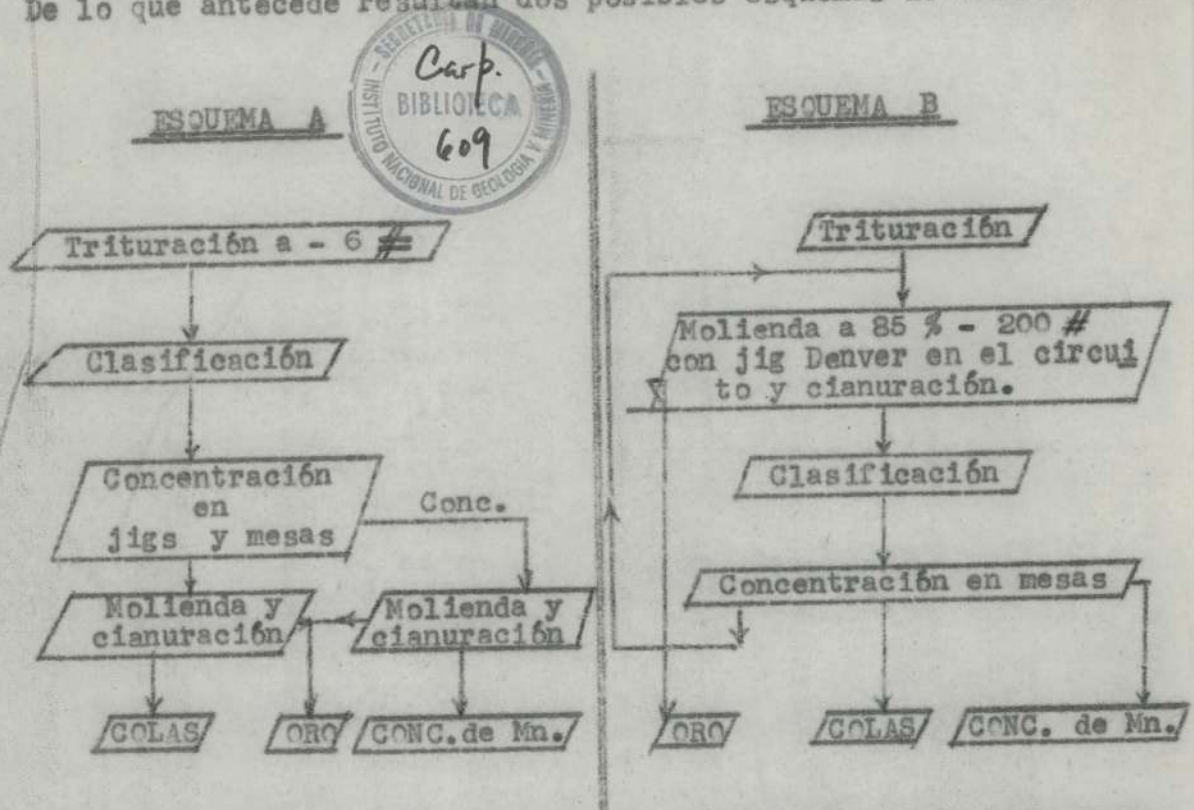 De lo que antecede resultan dos posibles
Carp.
BIBLIOTECA
609
INSTITUTO NACIONAL DE GEOLOGIA Y MINERIA
ESQUEMA A
Trituración a - 6 #
Clasificación
Concentración
en
jigs y mesas
Conc.
Molienda y
cianuración
Molienda y
cianuración
COLAS
ORO
CONC. de Mn.
ESQUEMA B
Trituración
Molienda a 85 % - 200 #
con jig Denver en el circui
to y cianuración.
Clasificación
Concentración en mesas
ORO
COLAS
CONC. de Mn.